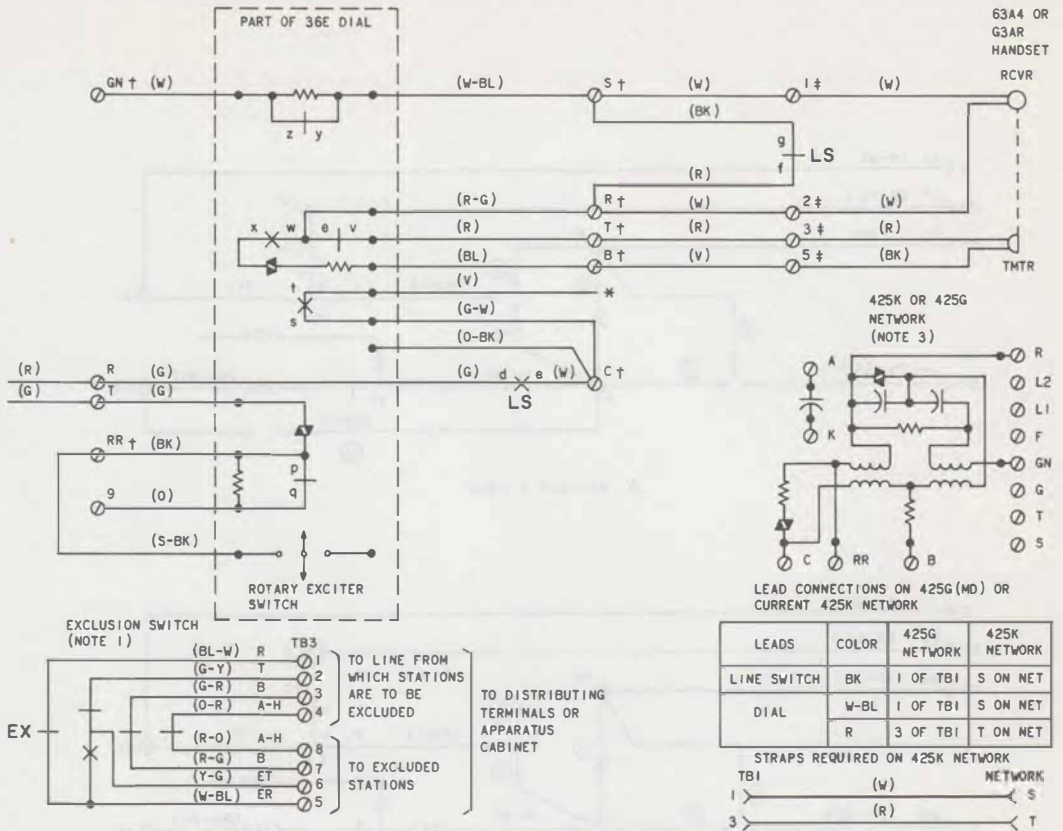 PART OF 36E DIAL
63A4 OR
G3AR
HANDSET
RCVR
GN † (W)
(W-BL)
S †
(W)
1 ‡
(W)
z y
(BK)
g
f
LS
(R)
(R-G)
R †
(W)
2 ‡
(W)
x w e v
(R)
T †
(R)
3 ‡
(R)
(BL)
B †
(V)
5 ‡
(BK)
TMTR
t
(V)
*
s
(G-W)
(O-BK)
(R)
R
(G)
(G)
d e
(W)
C †
LS
(G)
T
(G)
RR † (BK)
p
q
9 (O)
(S-BK)
ROTARY EXCITER
SWITCH
425K OR 425G
NETWORK
(NOTE 3)
A
K
R
L2
L1
F
GN
G
T
S
C
RR
B
EXCLUSION SWITCH
(NOTE 1)
EX
TB3
(BL-W) R 1
(G-Y) T 2
(G-R) B 3
(O-R) A-H 4
(R-O) A-H 8
(R-G) B 7
(Y-G) ET 6
(W-BL) ER 5
TO LINE FROM
WHICH STATIONS
ARE TO BE
EXCLUDED
TO EXCLUDED
STATIONS
TO DISTRIBUTING
TERMINALS OR
APPARATUS
CABINET
LEAD CONNECTIONS ON 425G(MD) OR
CURRENT 425K NETWORK
LEADS COLOR 425G NETWORK 425K NETWORK
LINE SWITCH BK 1 OF TB1 S ON NET
DIAL W-BL 1 OF TB1 S ON NET
R 3 OF TB1 T ON NET
STRAPS REQUIRED ON 425K NETWORK
TB1 NETWORK
1 (W) S
3 (R) T